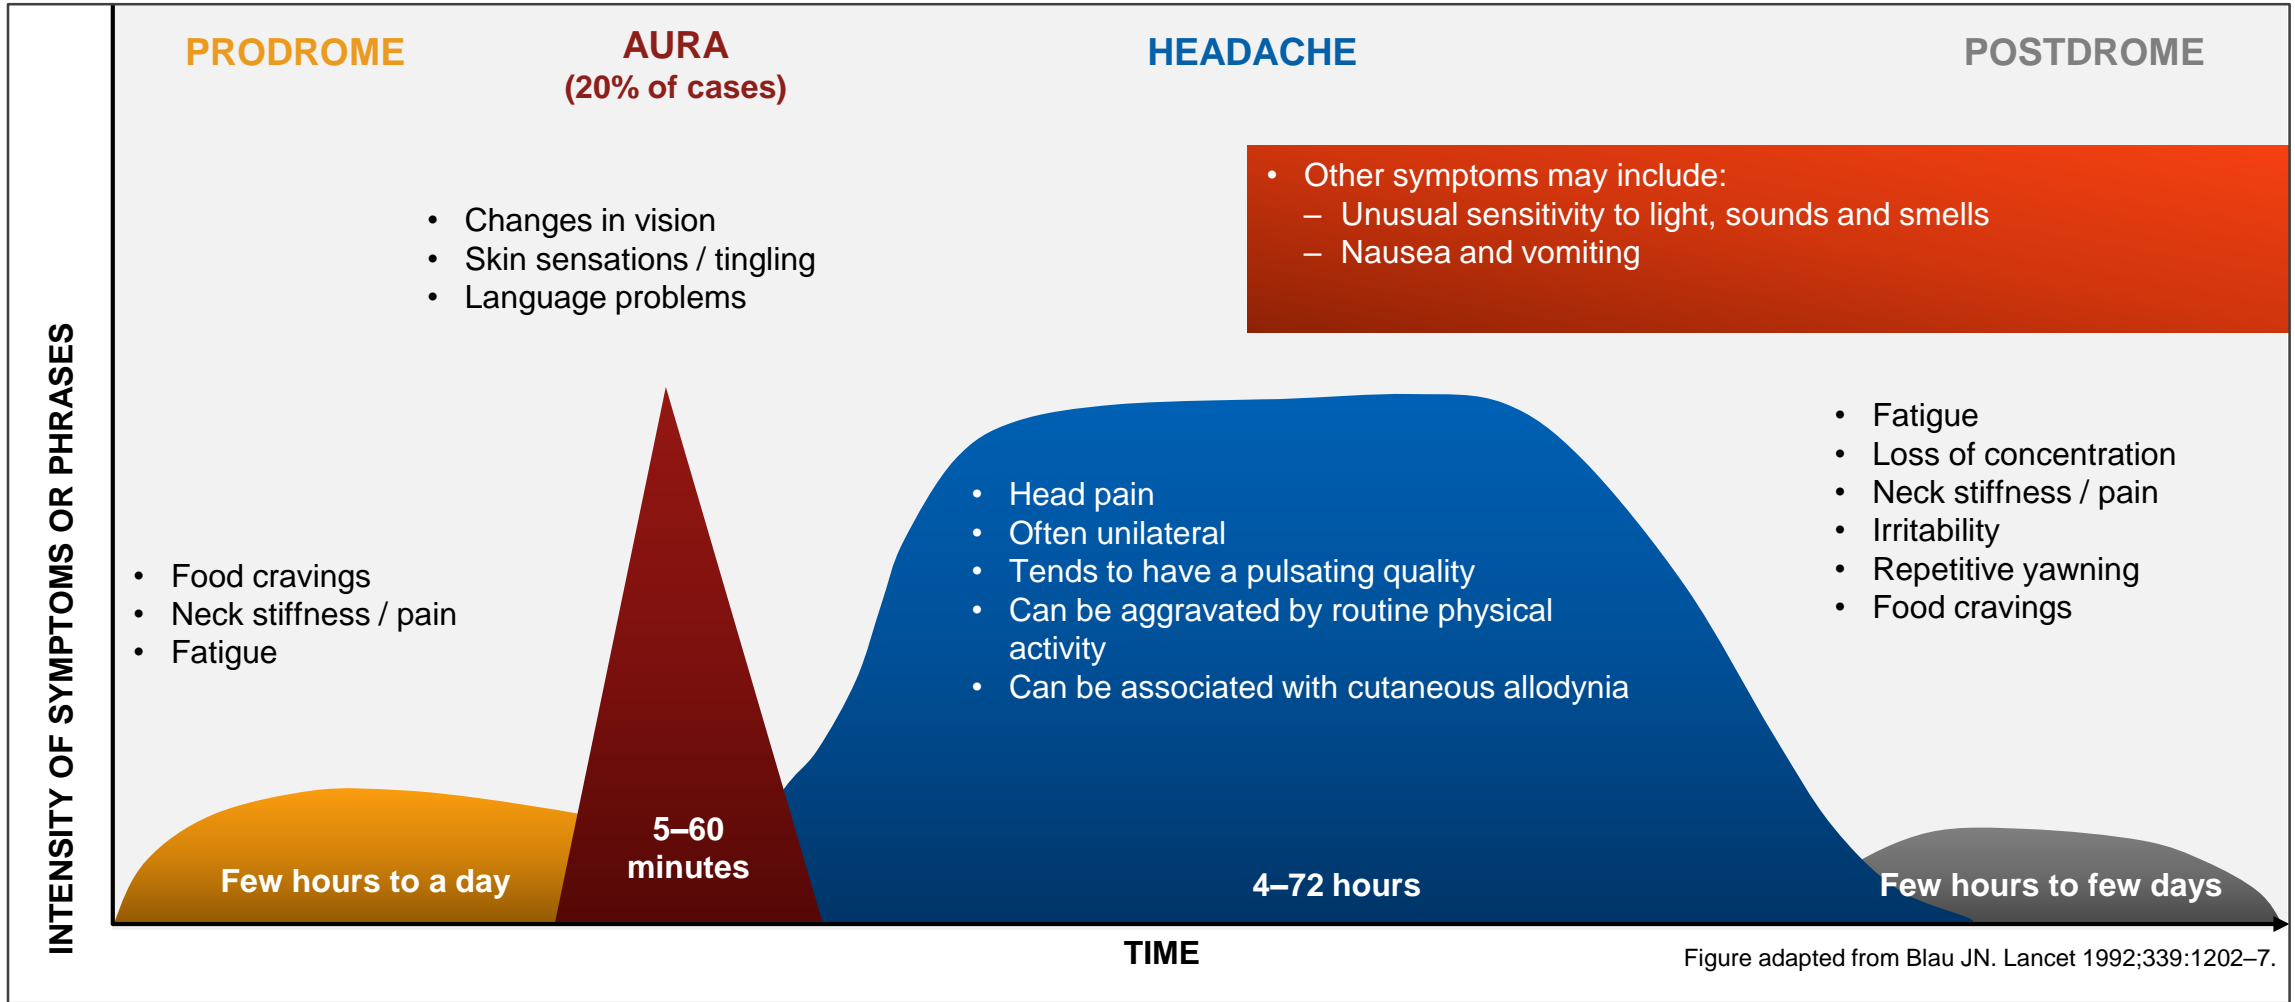 PRODROME
AURA
(20% of cases)
HEADACHE
POSTDROME
• Other symptoms may include:
– Unusual sensitivity to light, sounds and smells
– Nausea and vomiting
• Changes in vision
• Skin sensations / tingling
• Language problems
INTENSITY OF SYMPTOMS OR PHRASES
• Food cravings
• Neck stiffness / pain
• Fatigue
• Head pain
• Often unilateral
• Tends to have a pulsating quality
• Can be aggravated by routine physical
activity
• Can be associated with cutaneous allodynia
• Fatigue
• Loss of concentration
• Neck stiffness / pain
• Irritability
• Repetitive yawning
• Food cravings
Few hours to a day
5–60
minutes
4–72 hours
Few hours to few days
TIME
Figure adapted from Blau JN. Lancet 1992;339:1202–7.